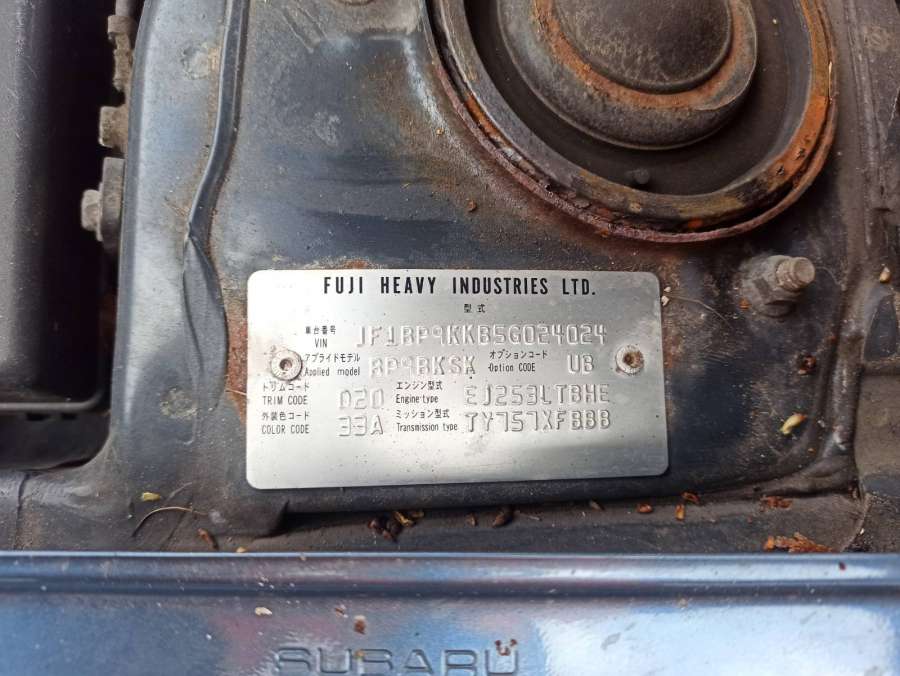 FUJI HEAVY INDUSTRIES LTD.
型式
車台番号
VIN JF1BP9KKB5G024024
アプライドモデル オプションコード
Applied model BP9BKSK Option CODE UB
トリムコード エンジン型式
TRIM CODE D20 Engine type EJ253LTBHE
外装色コード ミッション型式
COLOR CODE 33A Transmission type TY757XFBBB
SUBARU